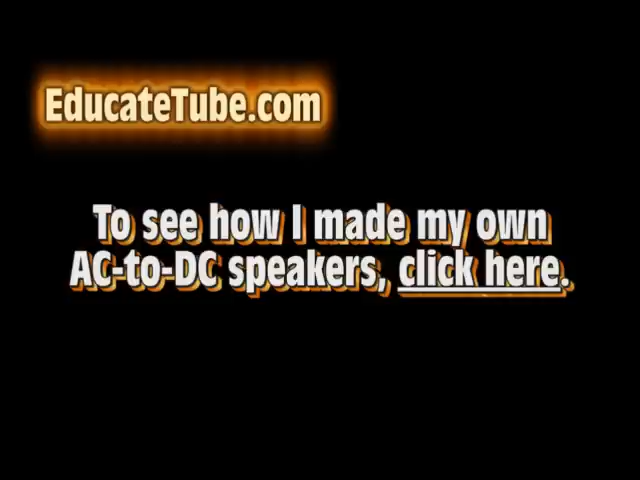 EducateTube.com
To see how I made my own
AC-to-DC speakers, click here.